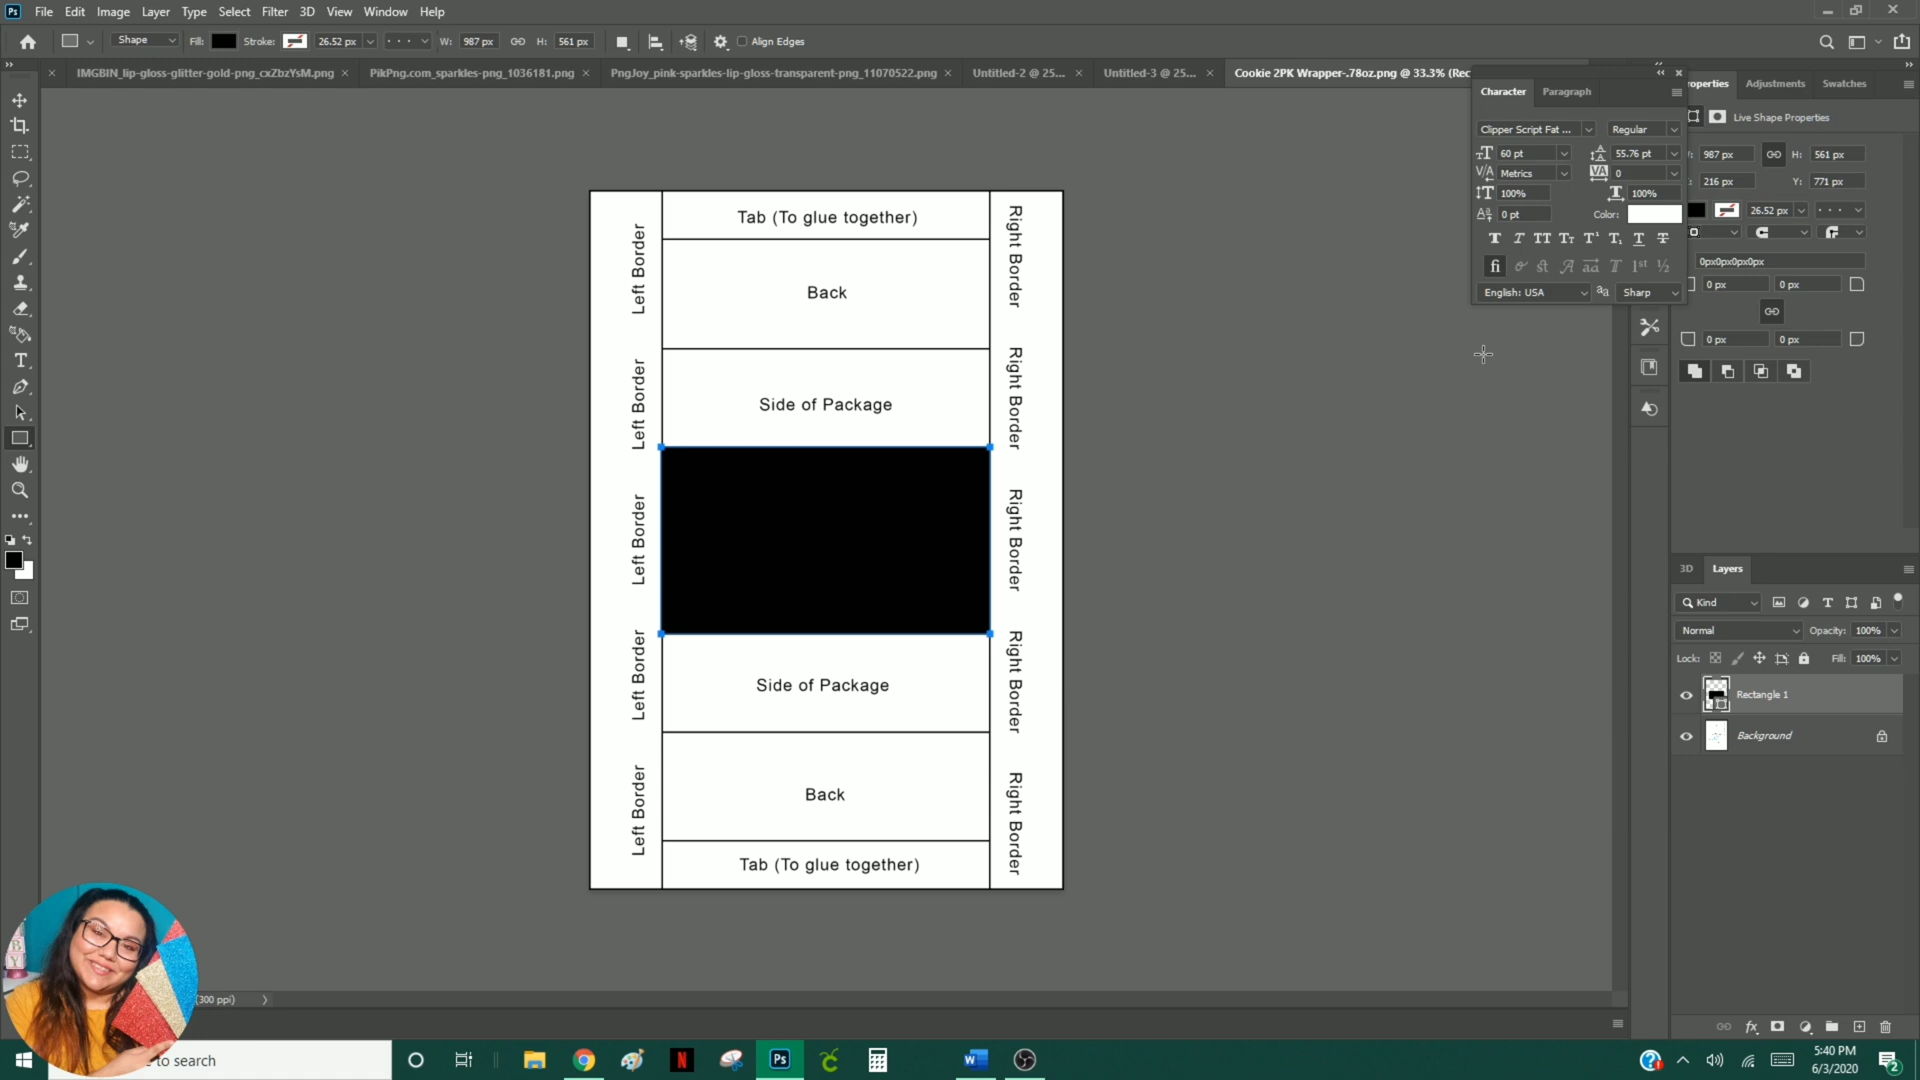 File Edit Image Layer Type Select Filter 3D View Window Help
Shape Fill: Stroke: 26.52 px W: 987 px H: 561 px Align Edges
IMGBIN_lip-gloss-glitter-gold-png_cxZbzYsM.png × PikPng.com_sparkles-png_1036181.png × PngJoy_pink-sparkles-lip-gloss-transparent-png_11070522.png × Untitled-2 @ 25... × Untitled-3 @ 25... × Cookie 2PK Wrapper-.78oz.png @ 33.3% (Rec
Character Paragraph
Clipper Script Fat ... Regular
60 pt 55.76 pt
Metrics 0
100% 100%
0 pt Color:
English: USA Sharp
roperties Adjustments Swatches
Live Shape Properties
987 px H: 561 px
216 px Y: 771 px
26.52 px
0px0px0px0px
0 px 0 px
0 px 0 px
3D Layers
Kind
Normal Opacity: 100%
Lock: Fill: 100%
Rectangle 1
Background
Tab (To glue together)
Back
Side of Package
Side of Package
Back
Tab (To glue together)
Left Border
Left Border
Left Border
Left Border
Left Border
Right Border
Right Border
Right Border
Right Border
Right Border
(300 ppi)
to search
5:40 PM
6/3/2020